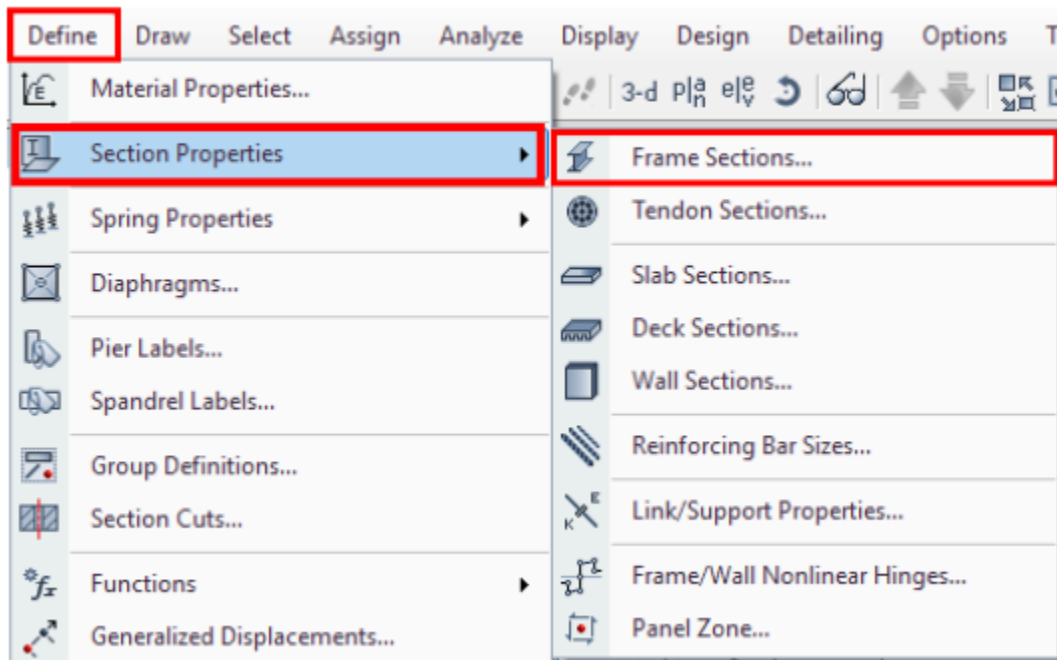 Define Draw Select Assign Analyze Display Design Detailing Options T
3-d
Material Properties...
Section Properties
Spring Properties
Diaphragms...
Pier Labels...
Spandrel Labels...
Group Definitions...
Section Cuts...
Functions
Generalized Displacements...
Frame Sections...
Tendon Sections...
Slab Sections...
Deck Sections...
Wall Sections...
Reinforcing Bar Sizes...
Link/Support Properties...
Frame/Wall Nonlinear Hinges...
Panel Zone...